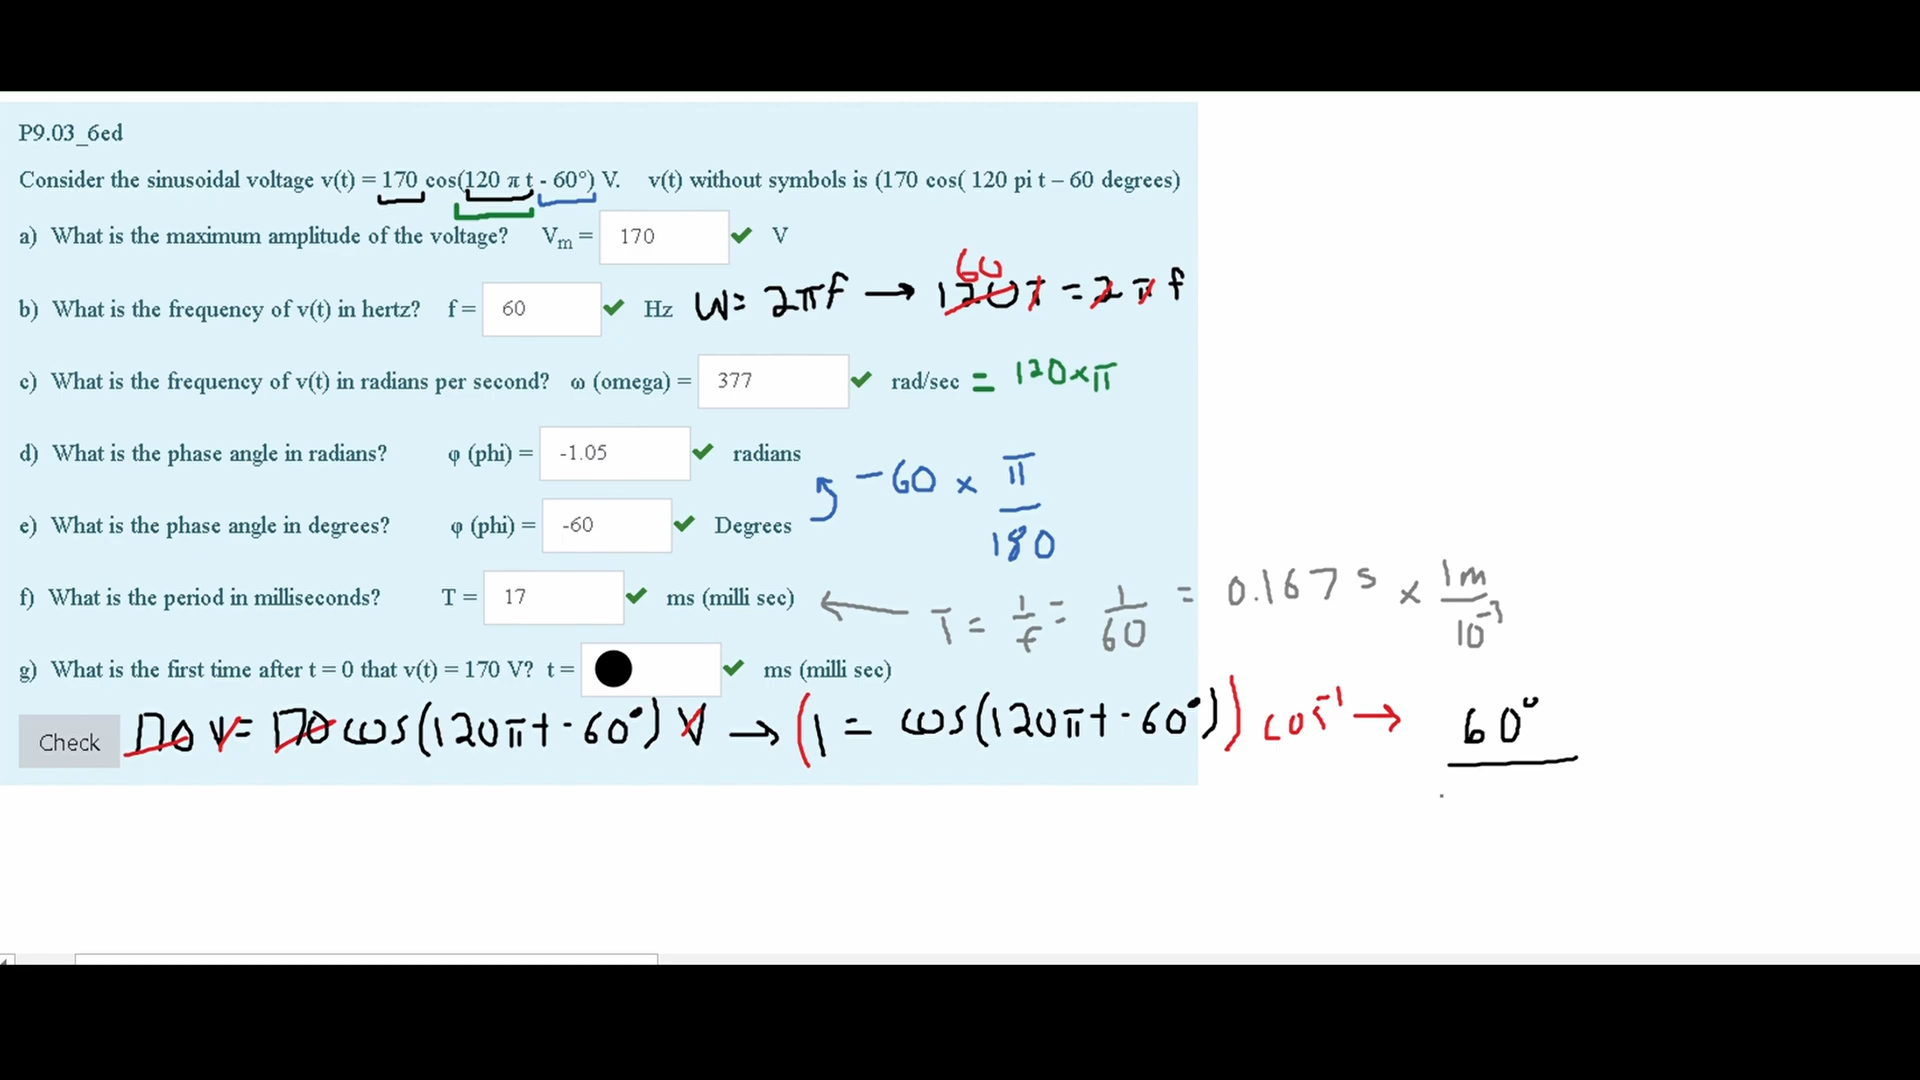 P9.03_6ed
Consider the sinusoidal voltage v(t) = 170 cos(120 π t - 60°) V. v(t) without symbols is (170 cos( 120 pi t – 60 degrees)
a) What is the maximum amplitude of the voltage? Vm = 170 V
60
b) What is the frequency of v(t) in hertz? f = 60 Hz W = 2πf → 120π = 2πf
c) What is the frequency of v(t) in radians per second? ω (omega) = 377 rad/sec = 120×π
d) What is the phase angle in radians? φ (phi) = -1.05 radians
-60 × π/180
e) What is the phase angle in degrees? φ (phi) = -60 Degrees
f) What is the period in milliseconds? T = 17 ms (milli sec) ← T = 1/f = 1/60 = 0.167 s × 1m/10⁻³
g) What is the first time after t = 0 that v(t) = 170 V? t = ms (milli sec)
Check 170 V = 170 cos(120πt - 60°) V → (1 = cos(120πt - 60°)) cos⁻¹ → 60°